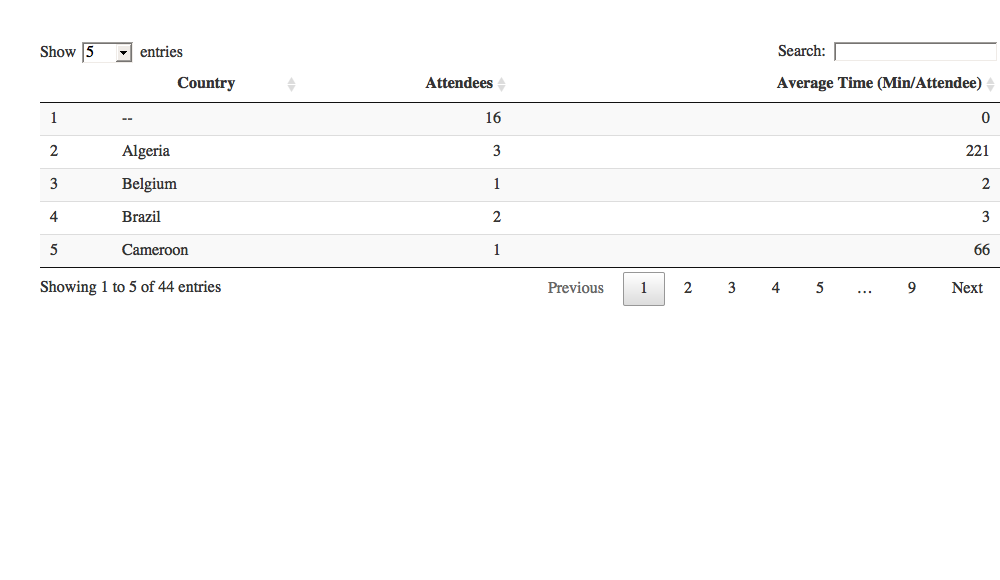 Show 5 entries Search:
Country Attendees Average Time (Min/Attendee)
1 -- 16 0
2 Algeria 3 221
3 Belgium 1 2
4 Brazil 2 3
5 Cameroon 1 66
Showing 1 to 5 of 44 entries Previous 1 2 3 4 5 … 9 Next